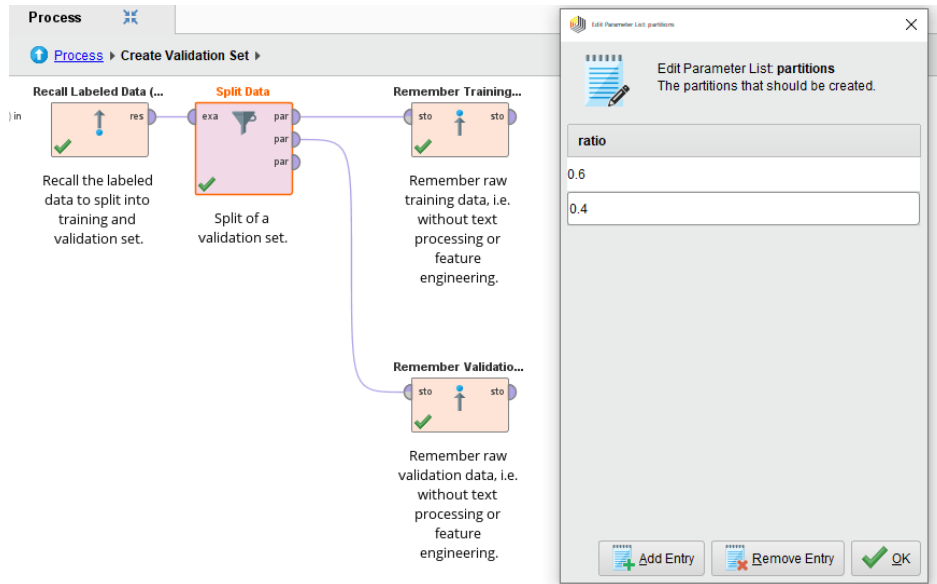 Process
Process ▸ Create Validation Set ▸
Recall Labeled Data (...
in
res
Recall the labeled
data to split into
training and
validation set.
Split Data
exa
par
par
par
Split of a
validation set.
Remember Training...
sto
sto
Remember raw
training data, i.e.
without text
processing or
feature
engineering.
Remember Validatio...
sto
sto
Remember raw
validation data, i.e.
without text
processing or
feature
engineering.
Edit Parameter List: partitions
Edit Parameter List: partitions
The partitions that should be created.
ratio
0.6
0.4
Add Entry
Remove Entry
OK